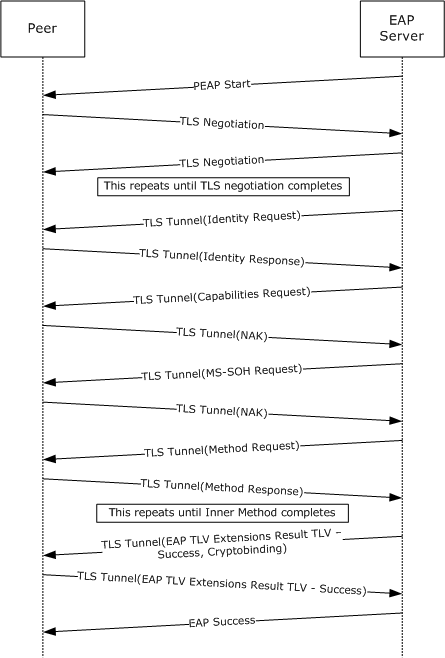 Peer
EAP
Server
PEAP Start
TLS Negotiation
TLS Negotiation
This repeats until TLS negotiation completes
TLS Tunnel(Identity Request)
TLS Tunnel(Identity Response)
TLS Tunnel(Capabilities Request)
TLS Tunnel(NAK)
TLS Tunnel(MS-SOH Request)
TLS Tunnel(NAK)
TLS Tunnel(Method Request)
TLS Tunnel(Method Response)
This repeats until Inner Method completes
TLS Tunnel(EAP TLV Extensions Result TLV –
Success, Cryptobinding)
TLS Tunnel(EAP TLV Extensions Result TLV - Success)
EAP Success